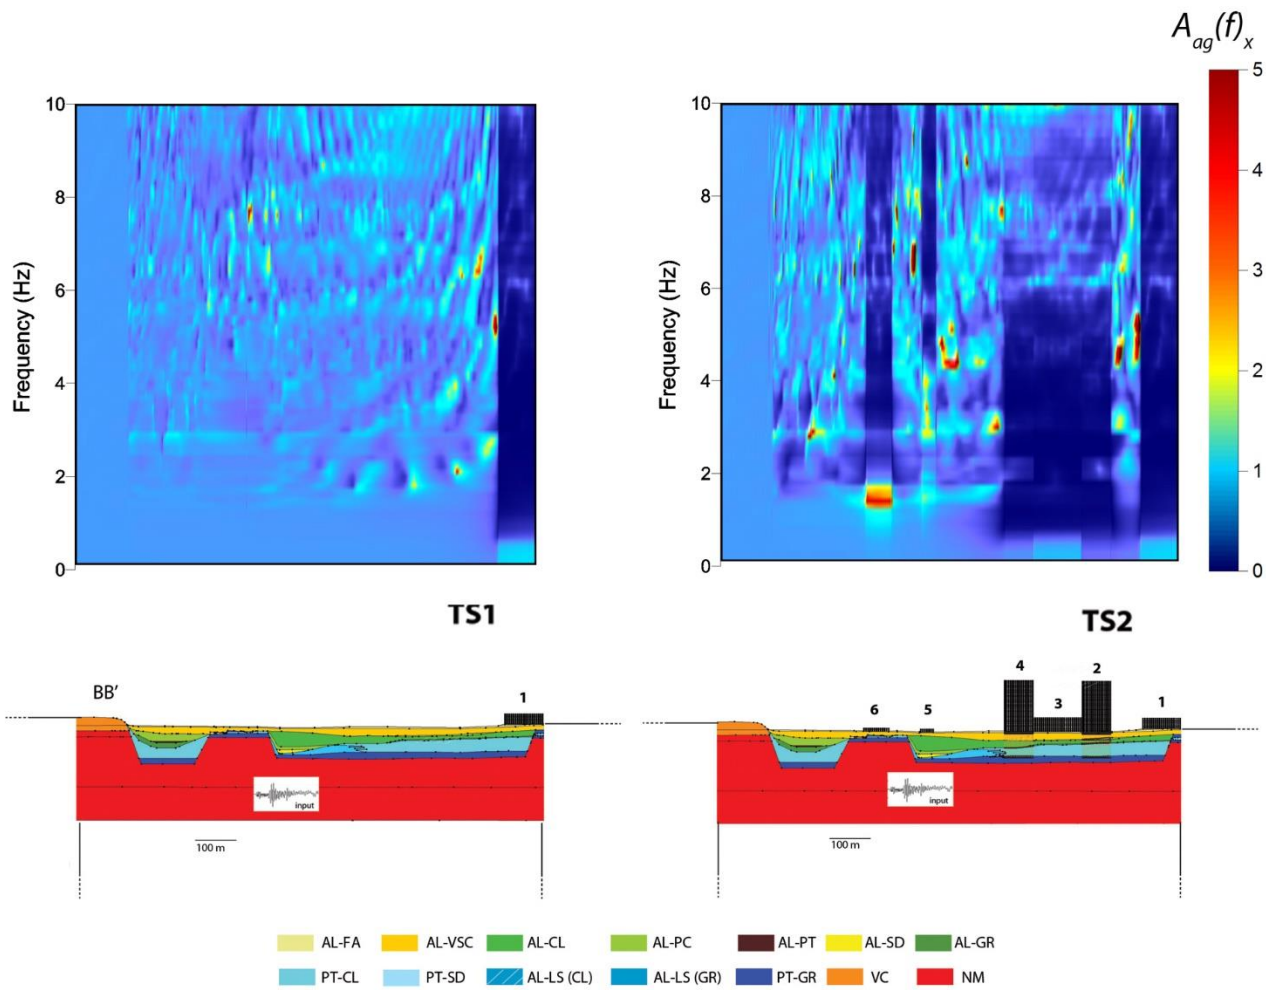 A_ag(f)_x
10
8
6
4
2
0
Frequency (Hz)
10
8
6
4
2
0
Frequency (Hz)
5
4
3
2
1
0
TS1
TS2
BB’
1
input
100 m
6
5
4
3
2
1
input
100 m
AL-FA AL-VSC AL-CL AL-PC AL-PT AL-SD AL-GR
PT-CL PT-SD AL-LS (CL) AL-LS (GR) PT-GR VC NM